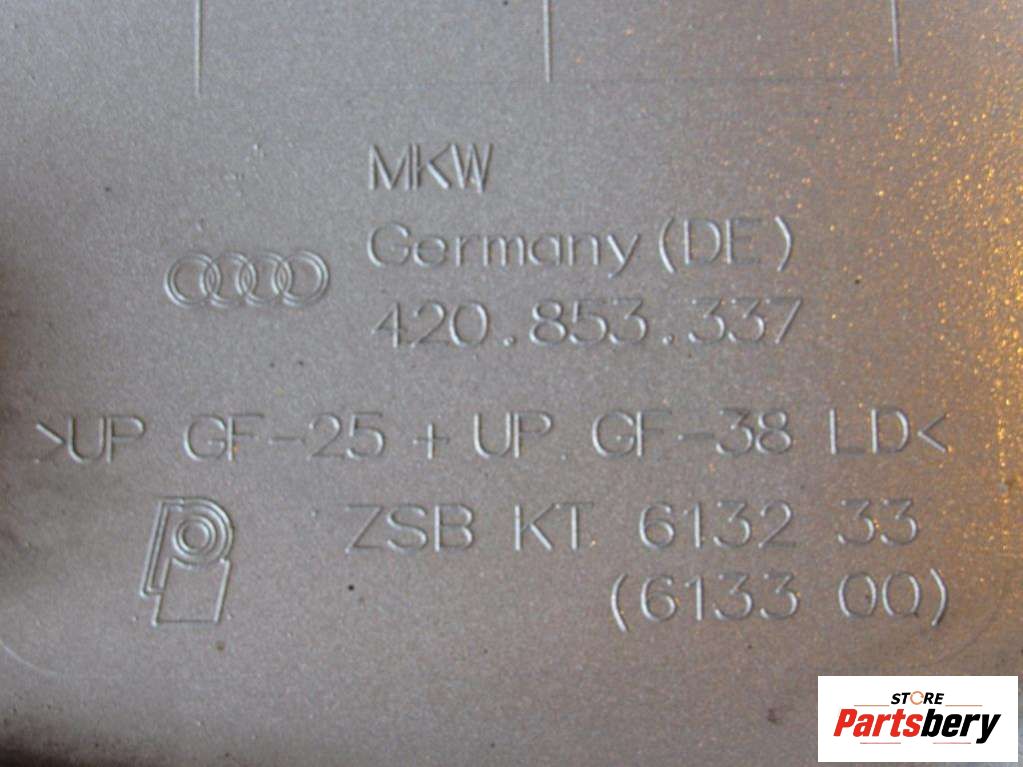 MKW
Germany (DE)
420.853.337
>UP GF-25 + UP GF-38 LD<
ZSB KT 6132 33
(6133 00)
STORE
Partsbery